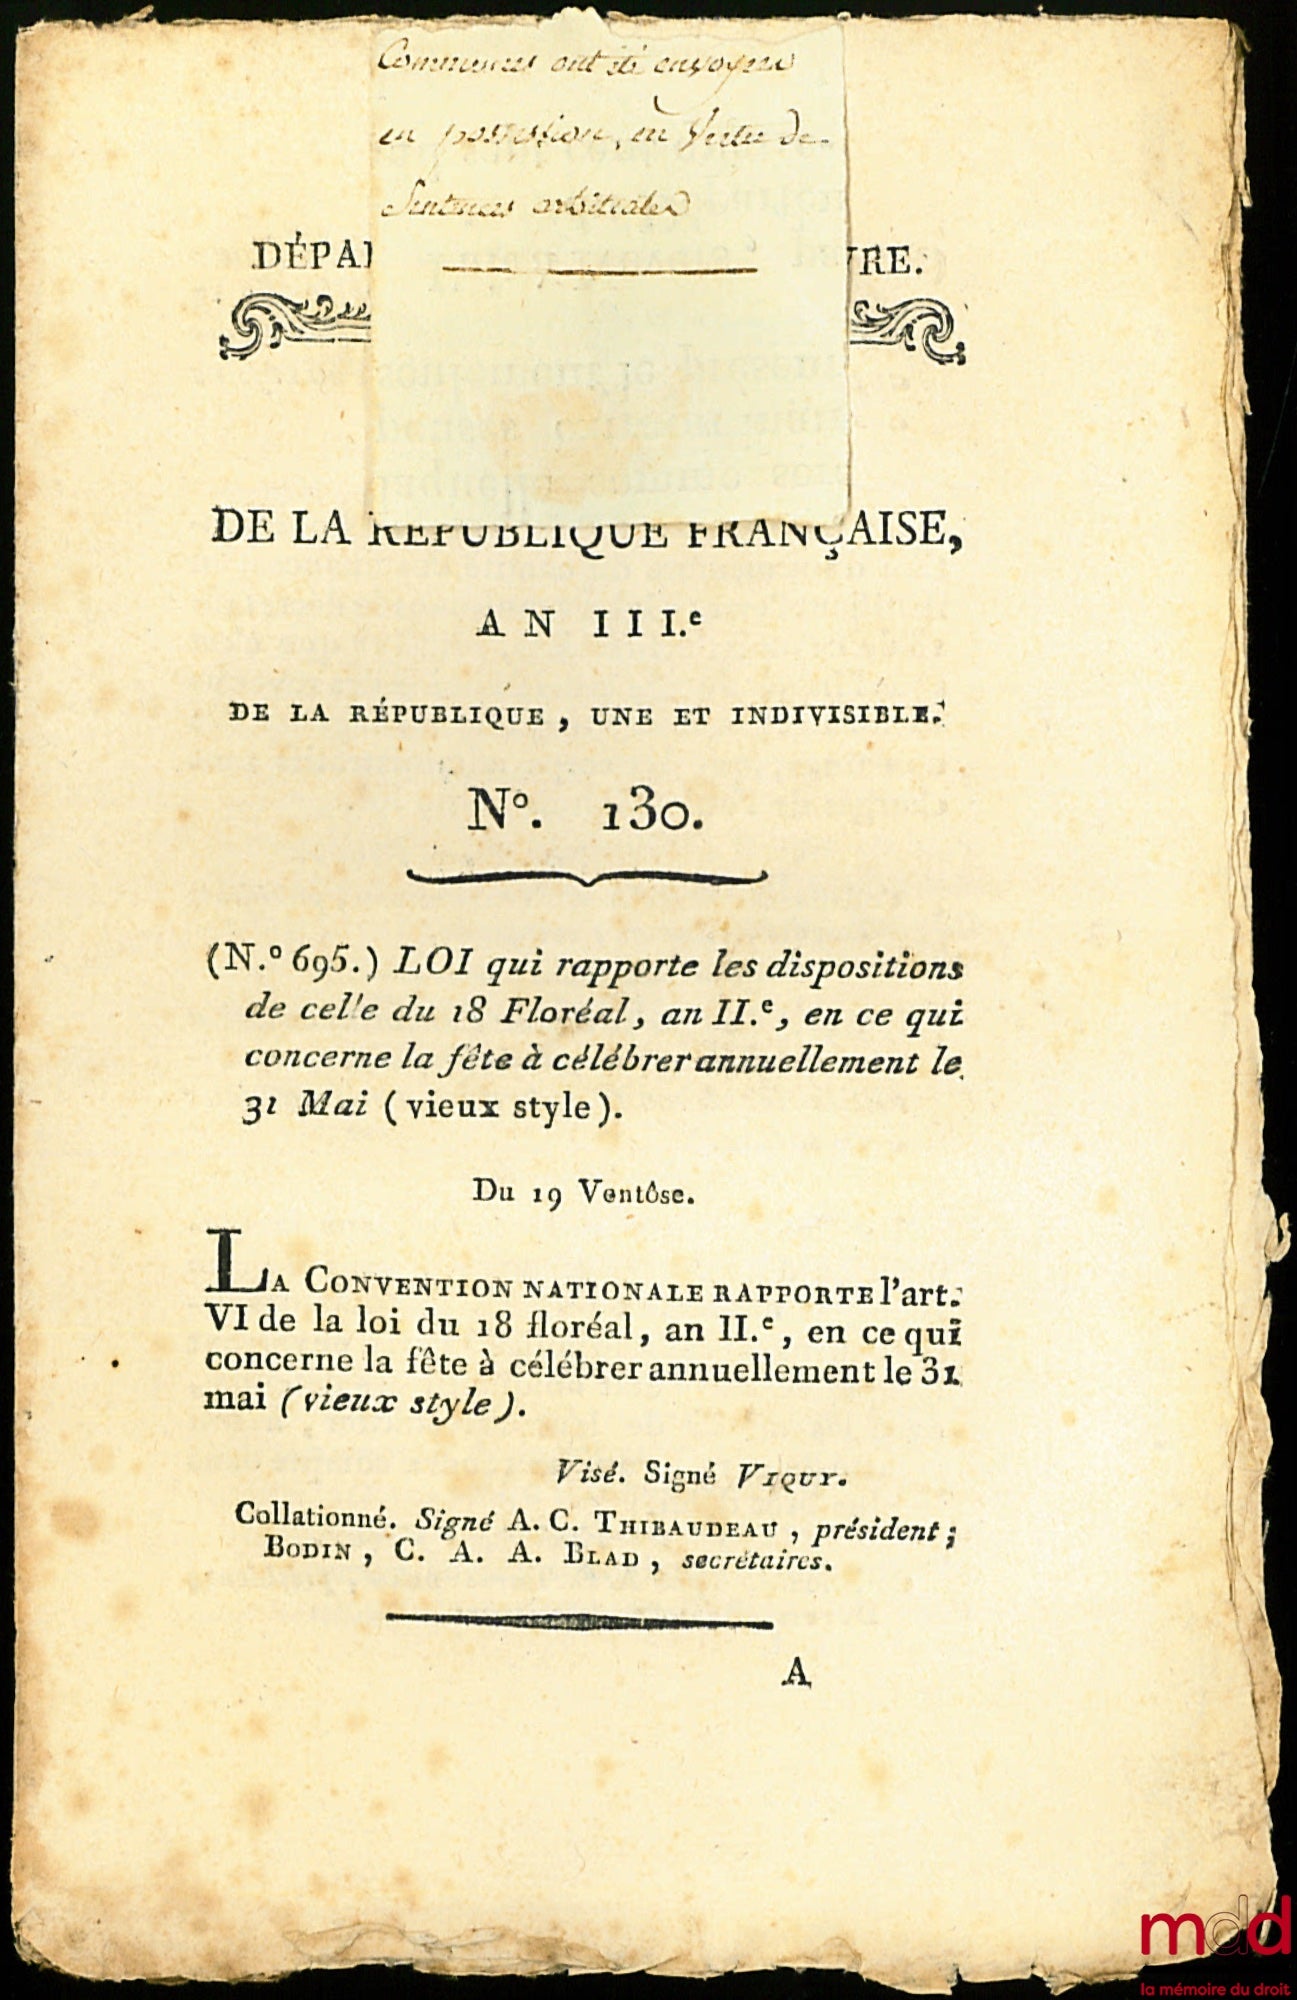 Communes ont été envoyées
en possession, en vertu de
Sentences arbitrales
DÉPA VRE.
DE LA RÉPUBLIQUE FRANÇAISE,
AN III.e
DE LA RÉPUBLIQUE, UNE ET INDIVISIBLE.
N°. 130.
(N.° 695.) LOI qui rapporte les dispositions
de celle du 18 Floréal, an II.e, en ce qui
concerne la fête à célébrer annuellement le
31 Mai (vieux style).
Du 19 Ventôse.
LA CONVENTION NATIONALE RAPPORTE l'art.
VI de la loi du 18 floréal, an II.e, en ce qui
concerne la fête à célébrer annuellement le 31
mai (vieux style).
Visé. Signé VIQUY.
Collationné. Signé A. C. THIBAUDEAU, président;
BODIN, C. A. A. BLAD, secrétaires.
A
mdd
la mémoire du droit